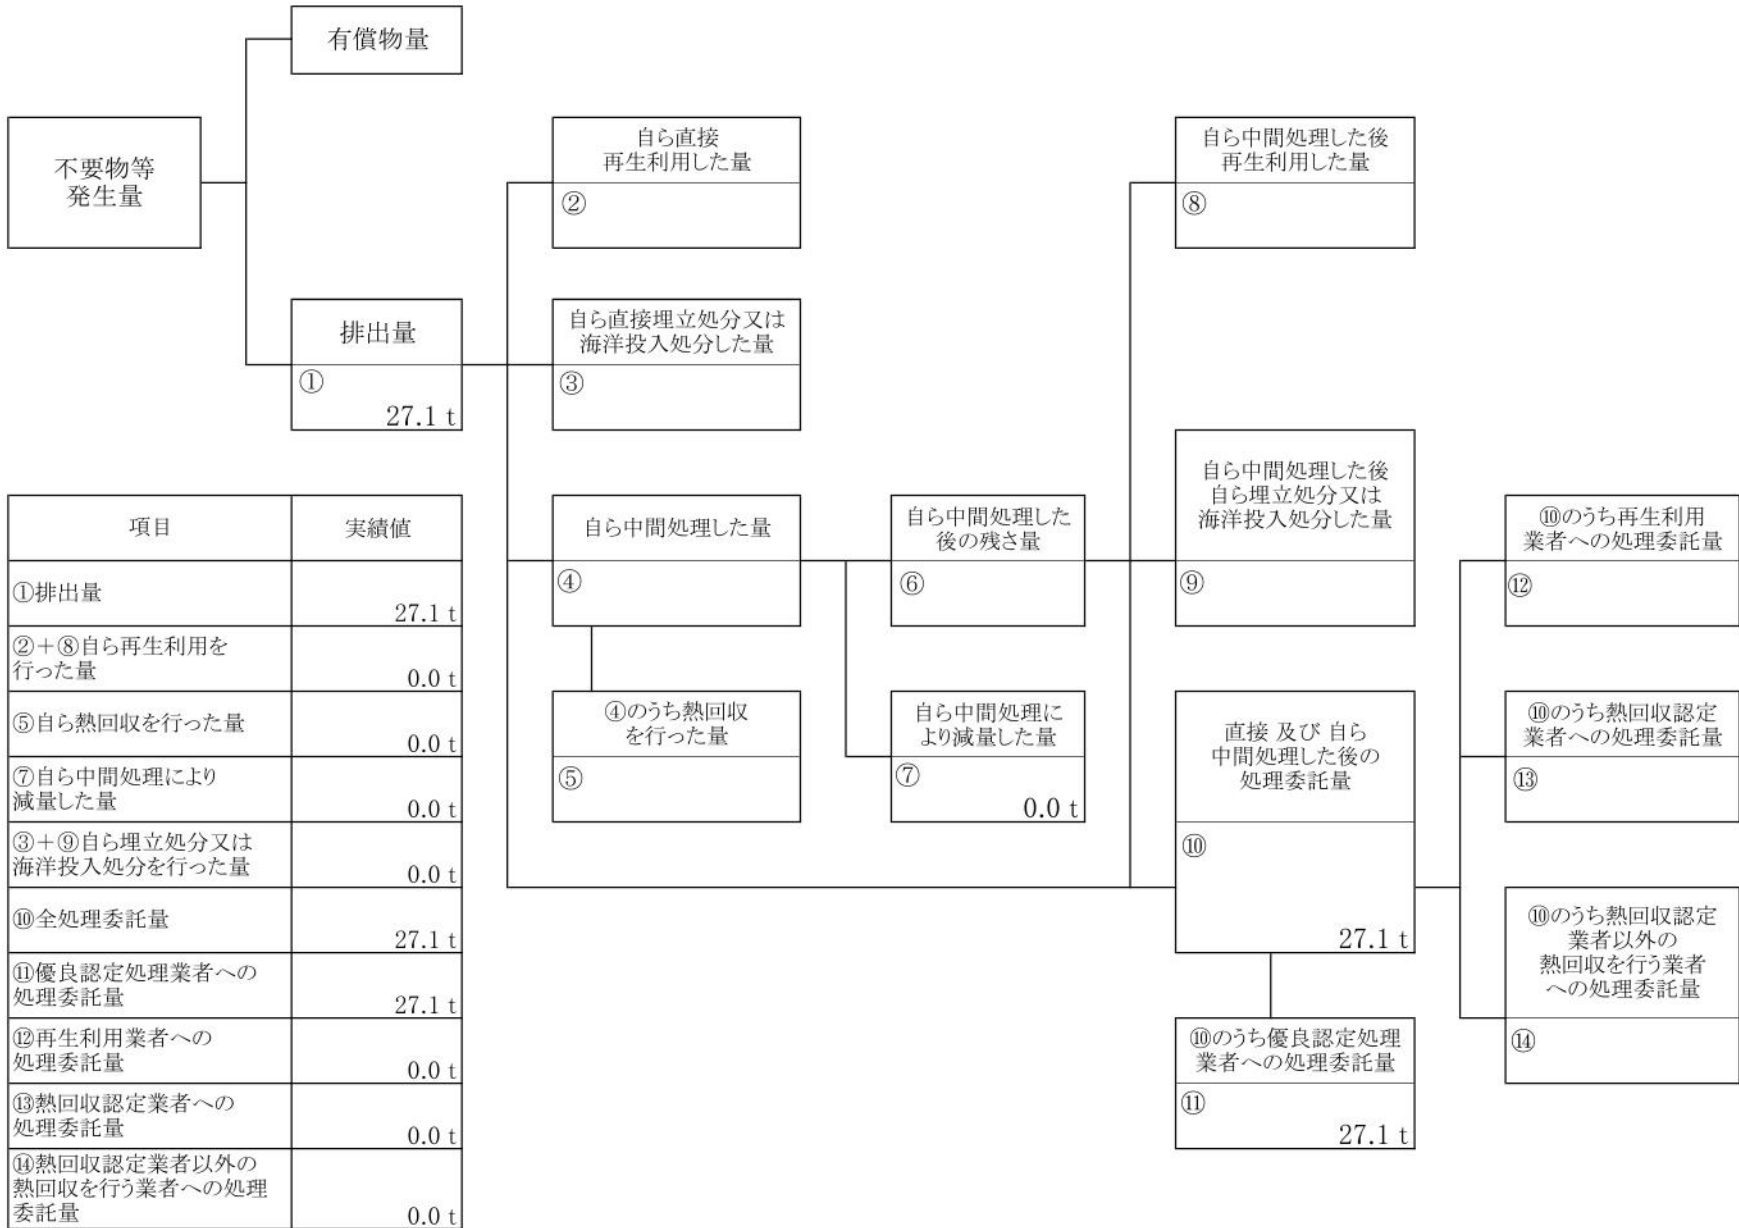 有償物量
不要物等
発生量
自ら直接
再生利用した量
②
自ら中間処理した後
再生利用した量
⑧
排出量
①
27.1 t
自ら直接埋立処分又は
海洋投入処分した量
③
自ら中間処理した量
④
自ら中間処理した
後の残さ量
⑥
自ら中間処理した後
自ら埋立処分又は
海洋投入処分した量
⑨
⑩のうち再生利用
業者への処理委託量
⑫
④のうち熱回収
を行った量
⑤
自ら中間処理に
より減量した量
⑦
0.0 t
直接 及び 自ら
中間処理した後の
処理委託量
⑩
27.1 t
⑩のうち熱回収認定
業者への処理委託量
⑬
⑩のうち熱回収認定
業者以外の
熱回収を行う業者
への処理委託量
⑭
⑩のうち優良認定処理
業者への処理委託量
⑪
27.1 t
項目 実績値
①排出量
27.1 t
②+⑧自ら再生利用を
行った量
0.0 t
⑤自ら熱回収を行った量
0.0 t
⑦自ら中間処理により
減量した量
0.0 t
③+⑨自ら埋立処分又は
海洋投入処分を行った量
0.0 t
⑩全処理委託量
27.1 t
⑪優良認定処理業者への
処理委託量
27.1 t
⑫再生利用業者への
処理委託量
0.0 t
⑬熱回収認定業者への
処理委託量
0.0 t
⑭熱回収認定業者以外の
熱回収を行う業者への処理
委託量
0.0 t